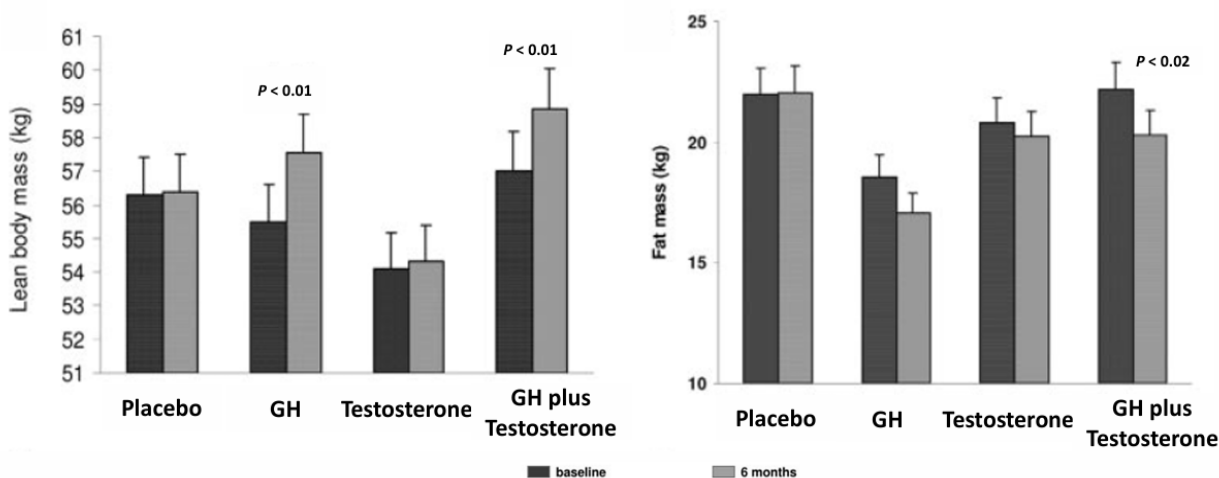 Lean body mass (kg)
61
60
59
58
57
56
55
54
53
52
51
P < 0.01
P < 0.01
Placebo
GH
Testosterone
GH plus
Testosterone
Fat mass (kg)
25
20
15
10
P < 0.02
Placebo
GH
Testosterone
GH plus
Testosterone
baseline
6 months